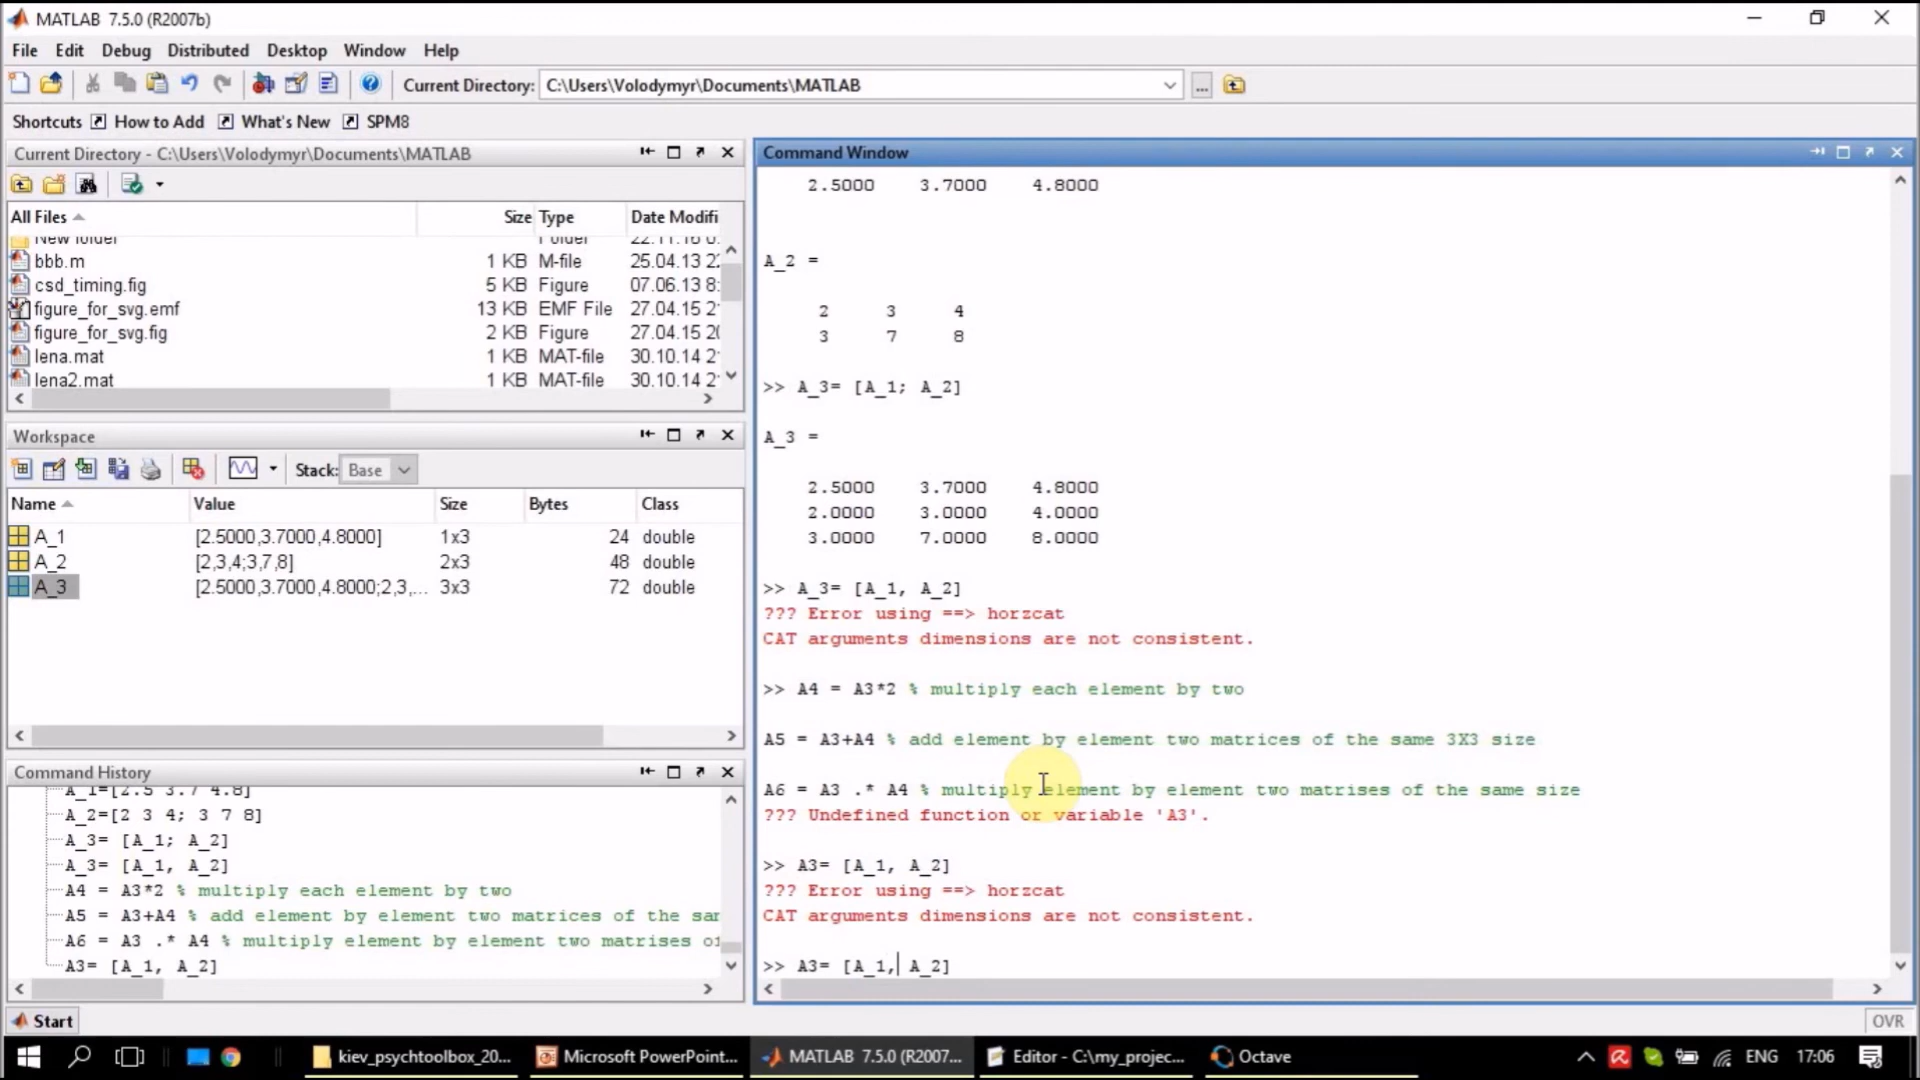 MATLAB 7.5.0 (R2007b)
File Edit Debug Distributed Desktop Window Help
Current Directory: C:\Users\Volodymyr\Documents\MATLAB ...
Shortcuts How to Add What's New SPM8
Current Directory - C:\Users\Volodymyr\Documents\MATLAB
All Files Size Type Date Modifi
New folder Folder 22.11.16
bbb.m 1 KB M-file 25.04.13
csd_timing.fig 5 KB Figure 07.06.13 8:
figure_for_svg.emf 13 KB EMF File 27.04.15
figure_for_svg.fig 2 KB Figure 27.04.15
lena.mat 1 KB MAT-file 30.10.14
lena2.mat 1 KB MAT-file 30.10.14
Workspace
Stack: Base
Name Value Size Bytes Class
A_1 [2.5000,3.7000,4.8000] 1x3 24 double
A_2 [2,3,4;3,7,8] 2x3 48 double
A_3 [2.5000,3.7000,4.8000;2,3,... 3x3 72 double
Command History
A_1=[2.5 3.7 4.8]
A_2=[2 3 4; 3 7 8]
A_3= [A_1; A_2]
A_3= [A_1, A_2]
A4 = A3*2 % multiply each element by two
A5 = A3+A4 % add element by element two matrices of the sam
A6 = A3 .* A4 % multiply element by element two matrises of
A3= [A_1, A_2]
Command Window
2.5000 3.7000 4.8000
A_2 =
2 3 4
3 7 8
>> A_3= [A_1; A_2]
A_3 =
2.5000 3.7000 4.8000
2.0000 3.0000 4.0000
3.0000 7.0000 8.0000
>> A_3= [A_1, A_2]
??? Error using ==> horzcat
CAT arguments dimensions are not consistent.
>> A4 = A3*2 % multiply each element by two
A5 = A3+A4 % add element by element two matrices of the same 3X3 size
A6 = A3 .* A4 % multiply element by element two matrises of the same size
??? Undefined function or variable 'A3'.
>> A3= [A_1, A_2]
??? Error using ==> horzcat
CAT arguments dimensions are not consistent.
>> A3= [A_1, A_2]
Start OVR
kiev_psychtoolbox_20... Microsoft PowerPoint... MATLAB 7.5.0 (R2007... Editor - C:\my_projec... Octave ENG 17:06